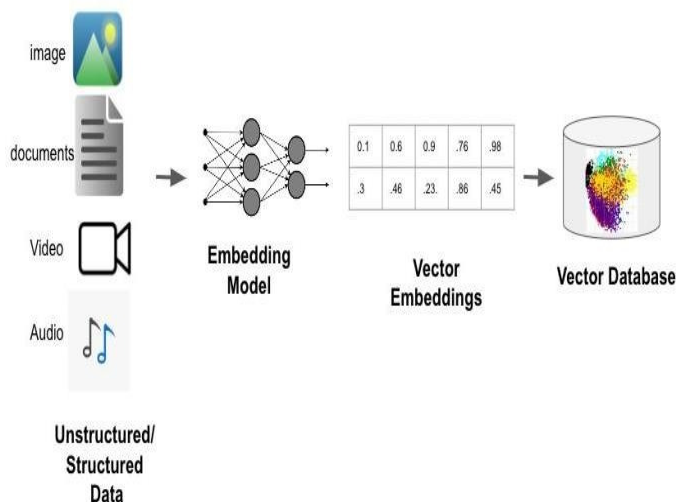 image
documents
Video
Audio
Unstructured/
Structured
Data
Embedding
Model
0.1 0.6 0.9 .76 .98
.3 .46 .23. .86 .45
Vector
Embeddings
Vector Database